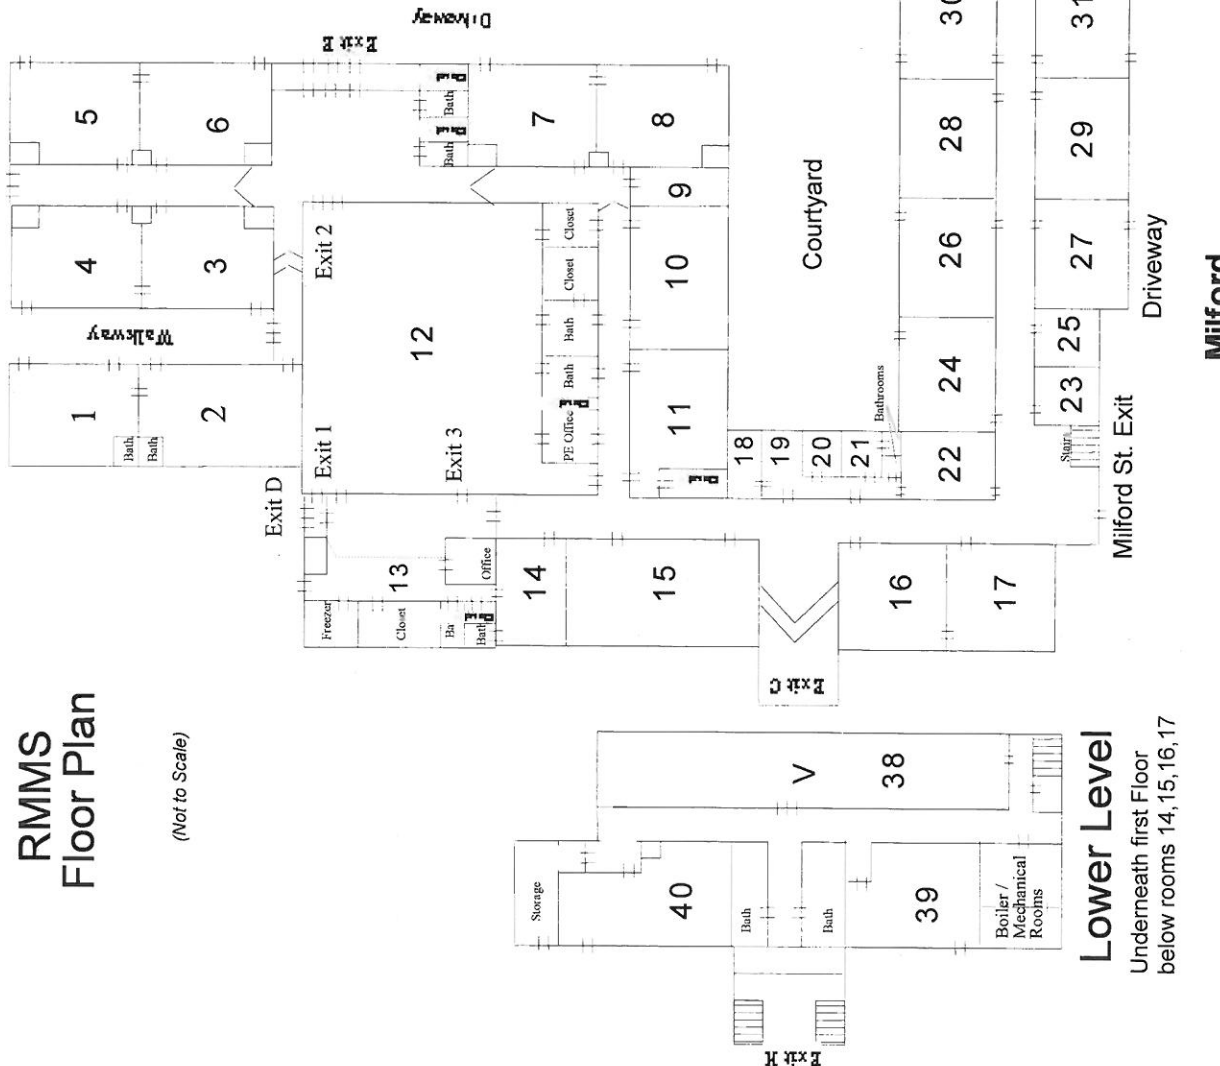 RMMS
Floor Plan
(Not to Scale)
5
6
4
3
Walkway
1
2
Bath
Bath
Exit D
Exit E
Driveway
Bath
Bath
7
8
9
10
11
Exit 2
12
Exit 1
Exit 3
Closet
Closet
Bath
Bath
PE Office
Courtyard
Bathrooms
18
19
20
21
22
24
26
28
30
31
29
27
25
23
Stair
Driveway
Milford St. Exit
Milford
Office
13
Freezer
Closet
Ba
Bath
14
15
16
17
Exit C
V
38
Storage
40
Bath
Bath
39
Boiler /
Mechanical
Rooms
Exit H
Lower Level
Underneath first Floor
below rooms 14,15,16,17